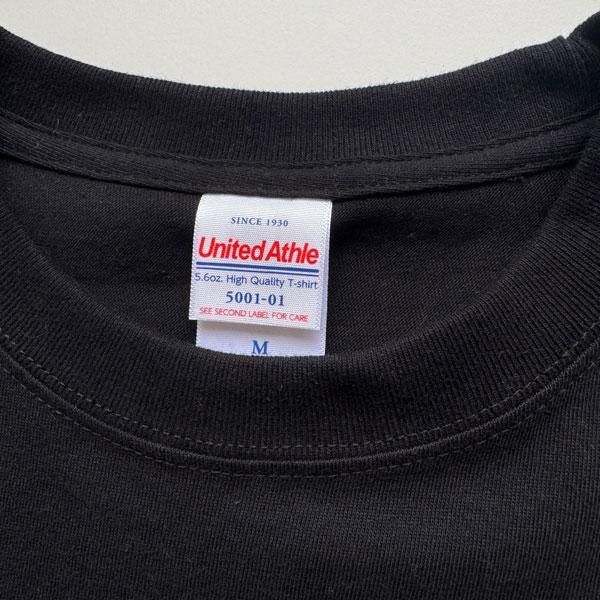 SINCE 1930
UnitedAthle
5.6oz. High Quality T-shirt
5001-01
SEE SECOND LABEL FOR CARE
M